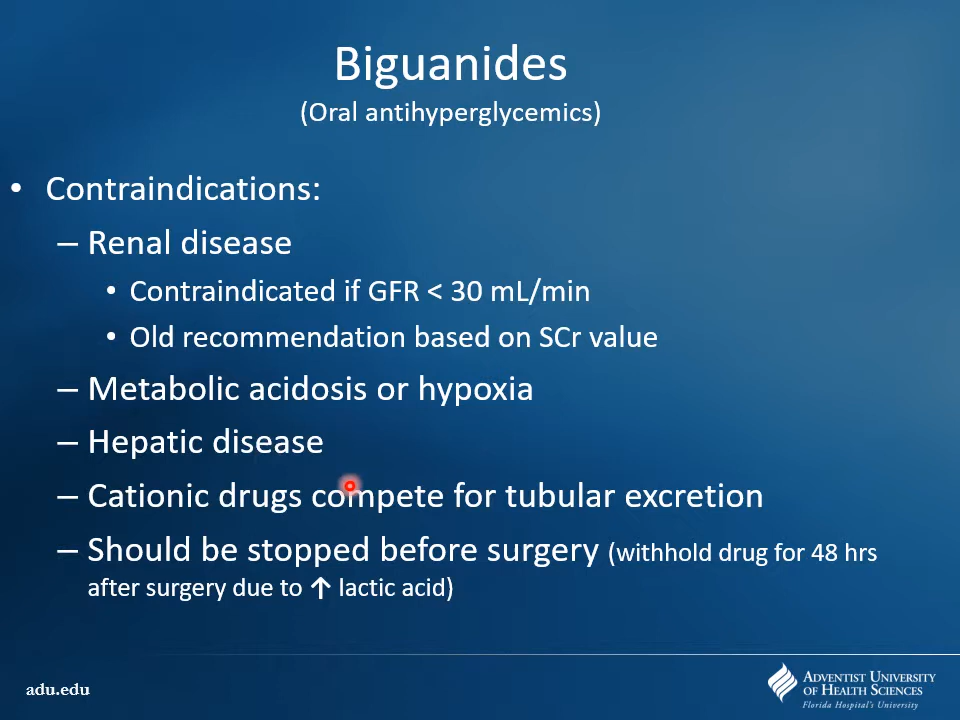 Biguanides
(Oral antihyperglycemics)
• Contraindications:
– Renal disease
• Contraindicated if GFR < 30 mL/min
• Old recommendation based on SCr value
– Metabolic acidosis or hypoxia
– Hepatic disease
– Cationic drugs compete for tubular excretion
– Should be stopped before surgery (withhold drug for 48 hrs
after surgery due to ↑ lactic acid)
adu.edu
ADVENTIST UNIVERSITY
OF HEALTH SCIENCES
Florida Hospital's University